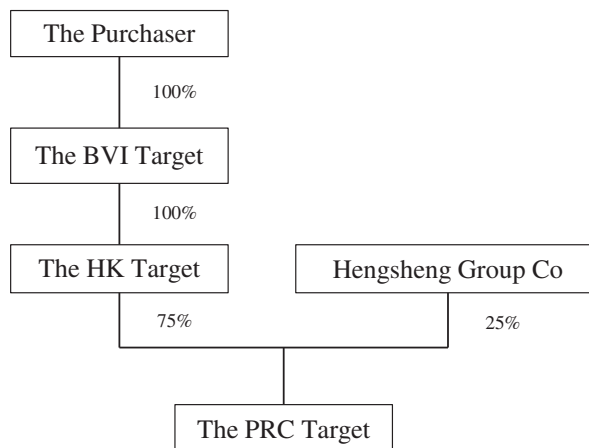 The Purchaser
100%
The BVI Target
100%
The HK Target
Hengsheng Group Co
75%
25%
The PRC Target